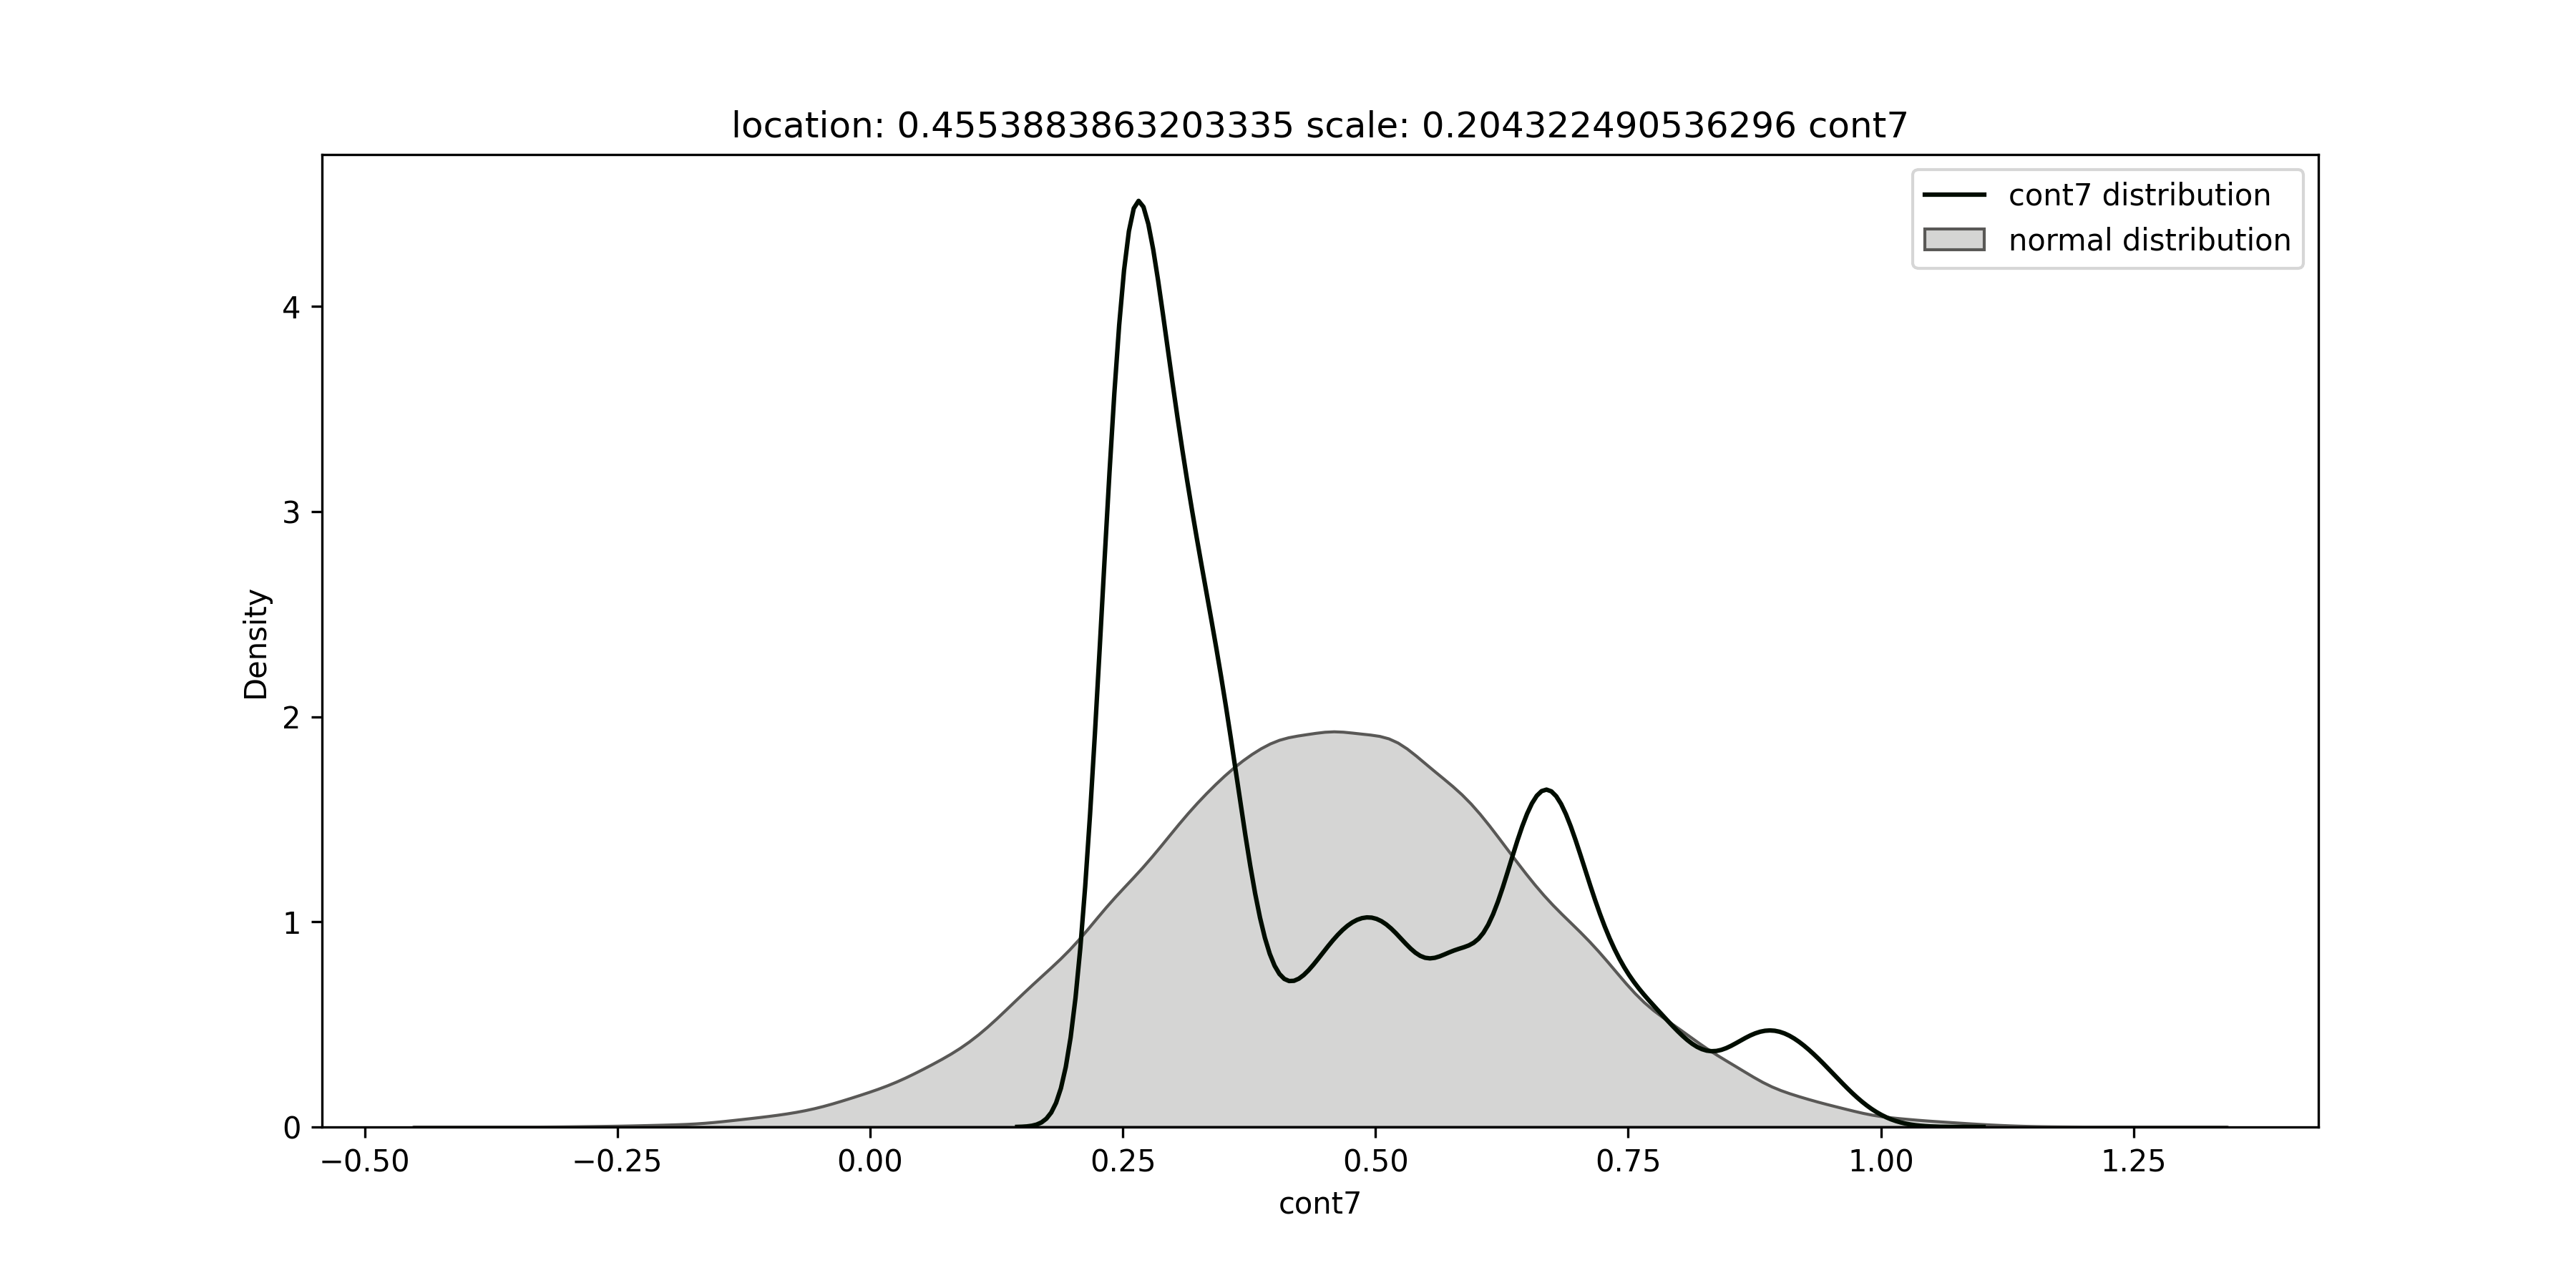 location: 0.4553883863203335 scale: 0.204322490536296 cont7
cont7 distribution
normal distribution
Density
4
3
2
1
0
−0.50 −0.25 0.00 0.25 0.50 0.75 1.00 1.25
cont7